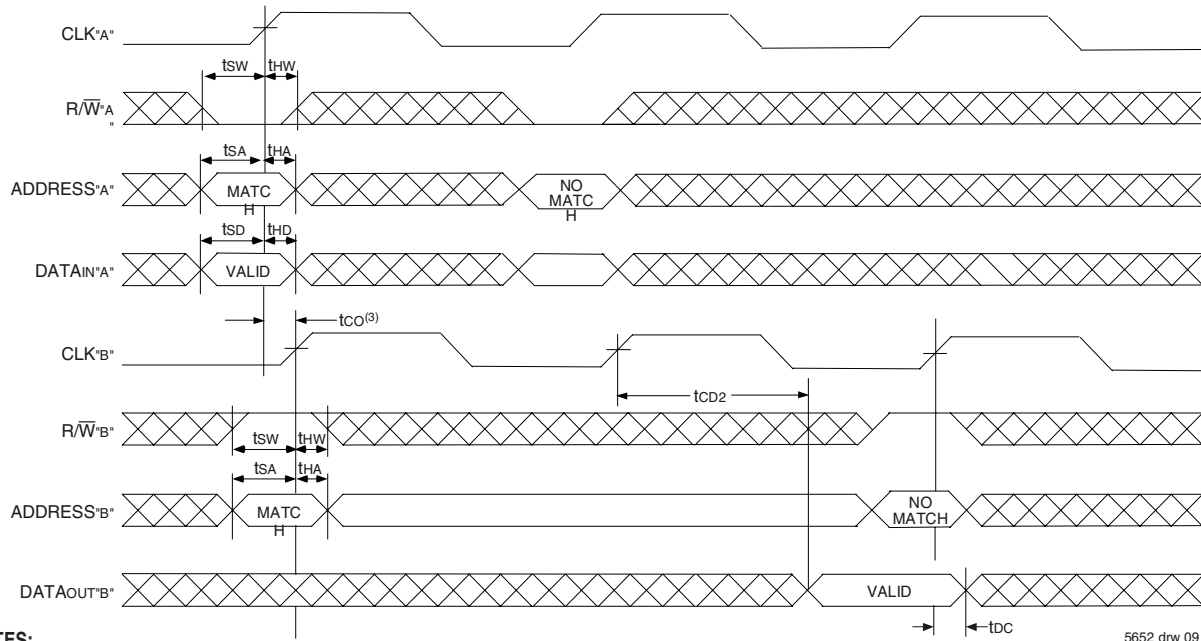 CLK"A"
tSW tHW
R/W̅"A
"
tSA tHA
ADDRESS"A"
MATC
H
NO
MATC
H
tSD tHD
DATAIN"A"
VALID
tCO(3)
CLK"B"
tCD2
R/W̅"B"
tSW tHW
tSA tHA
ADDRESS"B"
MATC
H
NO
MATCH
DATAOUT"B"
VALID
tDC
TES:
5652 drw 09